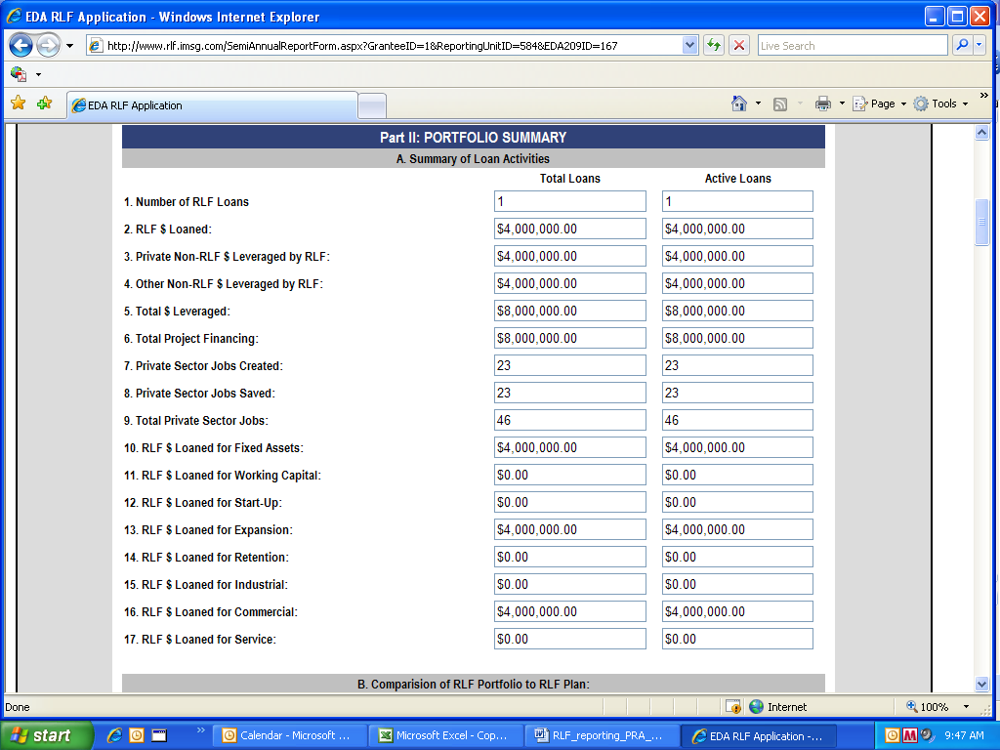 EDA RLF Application - Windows Internet Explorer
http://www.rlf.imsg.com/SemiAnnualReportForm.aspx?GranteeID=1&ReportingUnitID=584&EDA209ID=167
Live Search
EDA RLF Application
Page
Tools
»
Part II: PORTFOLIO SUMMARY
A. Summary of Loan Activities
Total Loans Active Loans
1. Number of RLF Loans 1 1
2. RLF $ Loaned: $4,000,000.00 $4,000,000.00
3. Private Non-RLF $ Leveraged by RLF: $4,000,000.00 $4,000,000.00
4. Other Non-RLF $ Leveraged by RLF: $4,000,000.00 $4,000,000.00
5. Total $ Leveraged: $8,000,000.00 $8,000,000.00
6. Total Project Financing: $8,000,000.00 $8,000,000.00
7. Private Sector Jobs Created: 23 23
8. Private Sector Jobs Saved: 23 23
9. Total Private Sector Jobs: 46 46
10. RLF $ Loaned for Fixed Assets: $4,000,000.00 $4,000,000.00
11. RLF $ Loaned for Working Capital: $0.00 $0.00
12. RLF $ Loaned for Start-Up: $0.00 $0.00
13. RLF $ Loaned for Expansion: $4,000,000.00 $4,000,000.00
14. RLF $ Loaned for Retention: $0.00 $0.00
15. RLF $ Loaned for Industrial: $0.00 $0.00
16. RLF $ Loaned for Commercial: $4,000,000.00 $4,000,000.00
17. RLF $ Loaned for Service: $0.00 $0.00
B. Comparision of RLF Portfolio to RLF Plan:
Done Internet 100%
start » Calendar - Microsoft ... Microsoft Excel - Cop... RLF_reporting_PRA_... EDA RLF Application -... 9:47 AM